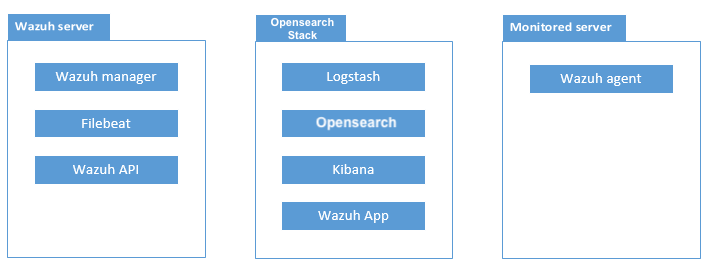 Wazuh server
Wazuh manager
Filebeat
Wazuh API
Opensearch
Stack
Logstash
Opensearch
Kibana
Wazuh App
Monitored server
Wazuh agent